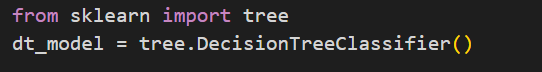 from sklearn import tree
dt_model = tree.DecisionTreeClassifier()